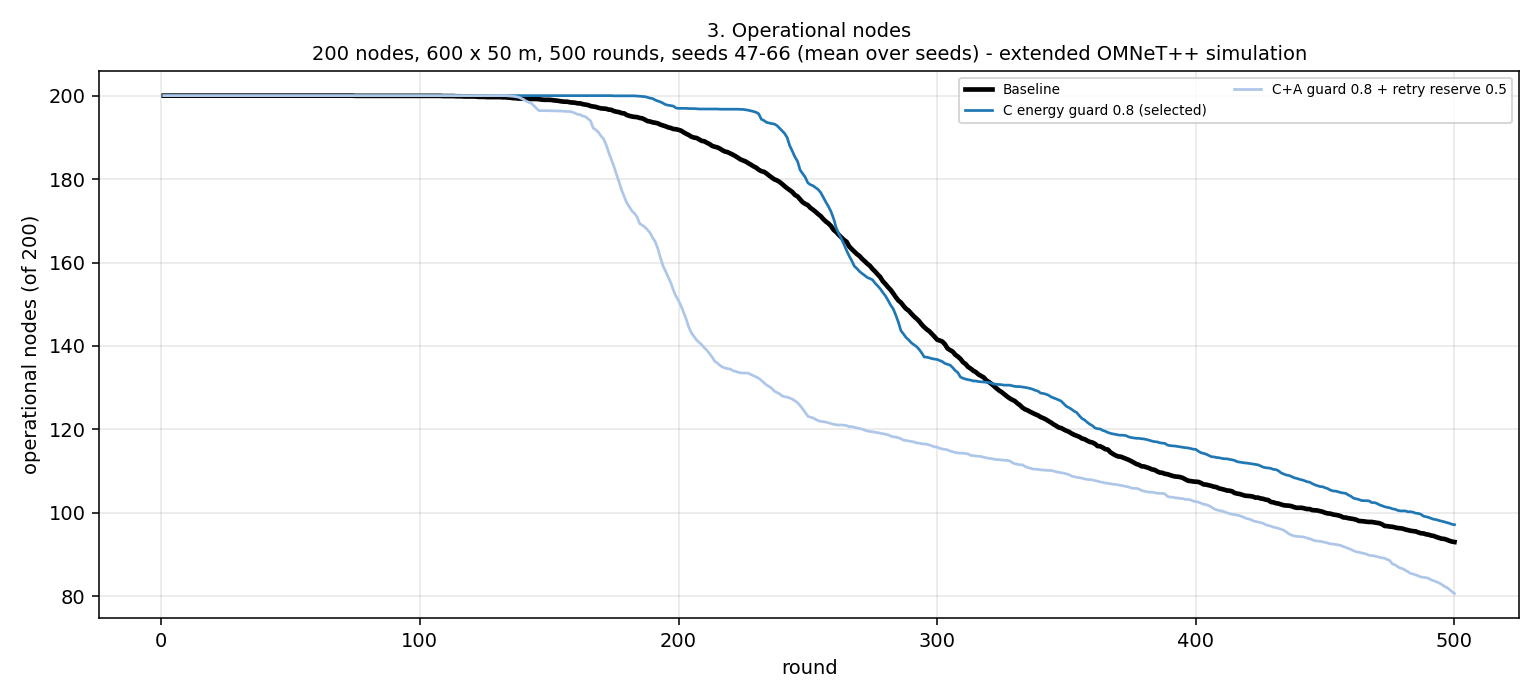 3. Operational nodes
200 nodes, 600 x 50 m, 500 rounds, seeds 47-66 (mean over seeds) - extended OMNeT++ simulation
Baseline
C energy guard 0.8 (selected)
C+A guard 0.8 + retry reserve 0.5
operational nodes (of 200)
200
180
160
140
120
100
80
0
100
200
300
400
500
round